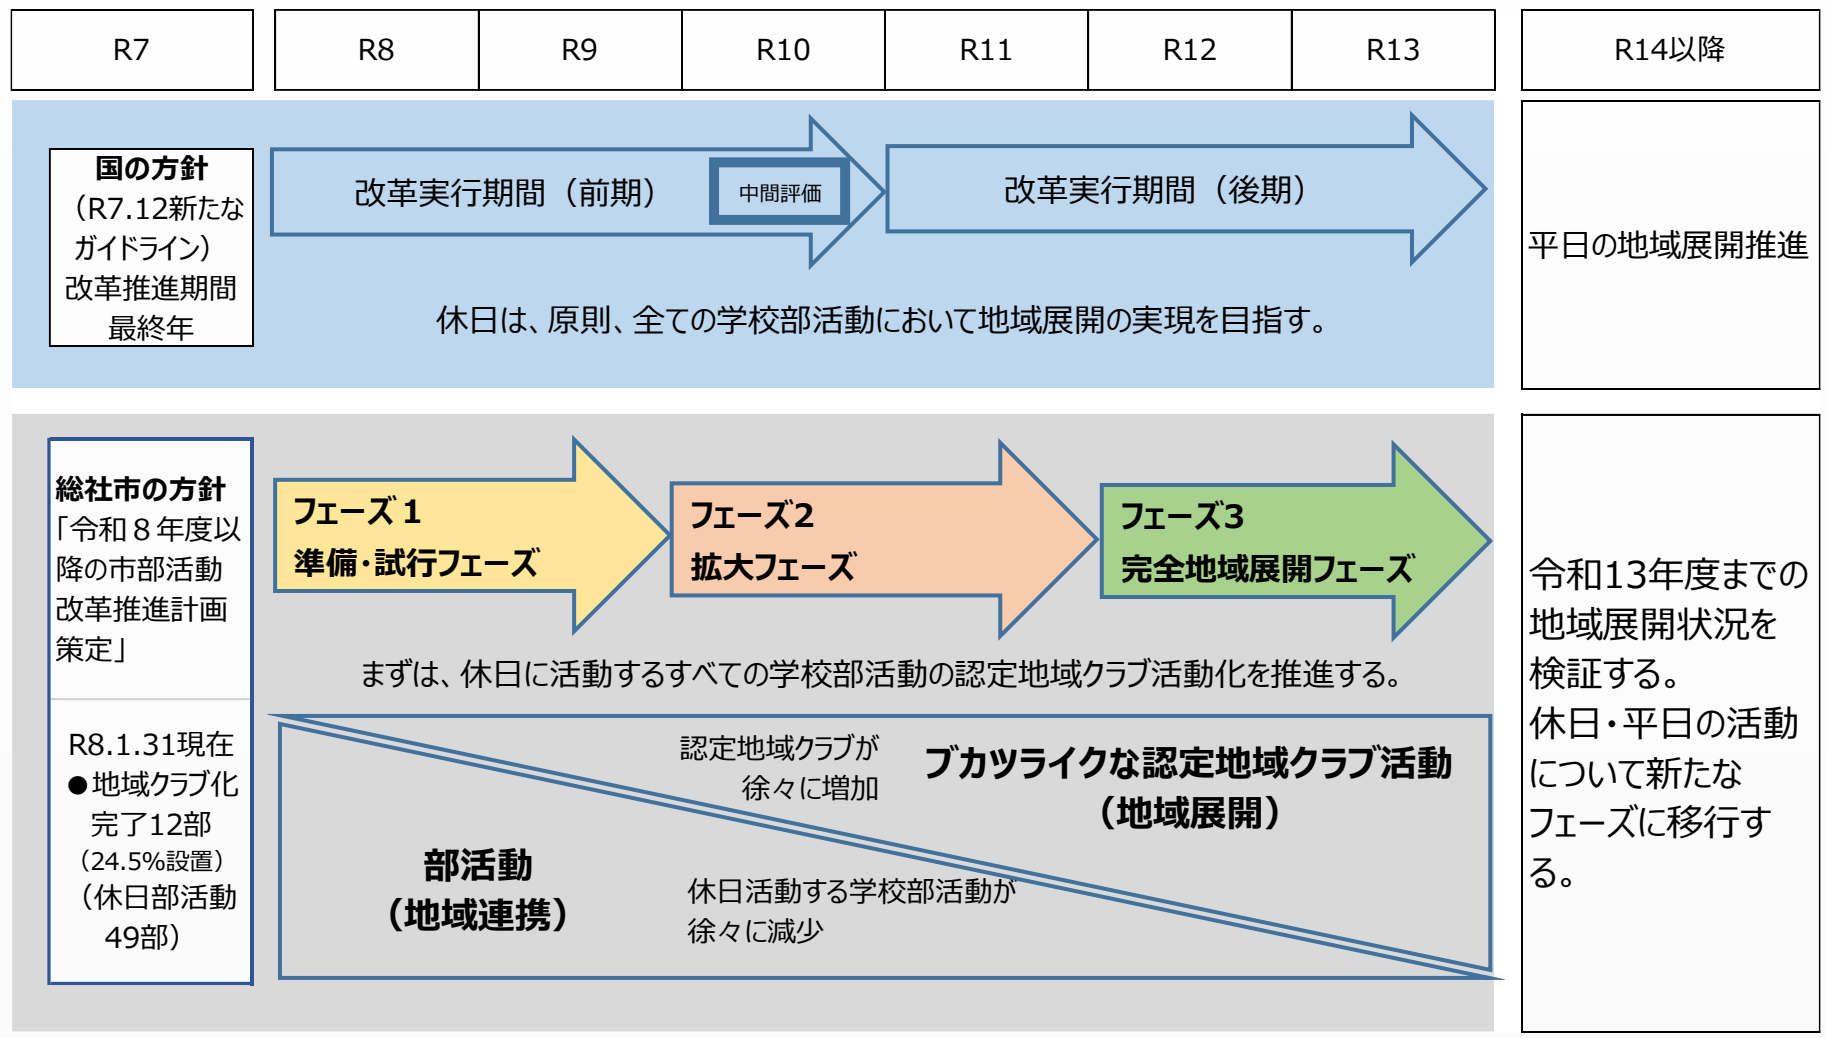 R7
R8
R9
R10
R11
R12
R13
R14以降
国の方針
（R7.12新たな
ガイドライン）
改革推進期間
最終年
改革実行期間（前期）
中間評価
改革実行期間（後期）
休日は、原則、全ての学校部活動において地域展開の実現を目指す。
平日の地域展開推進
総社市の方針
「令和８年度以
降の市部活動
改革推進計画
策定」
フェーズ１
準備・試行フェーズ
フェーズ2
拡大フェーズ
フェーズ3
完全地域展開フェーズ
まずは、休日に活動するすべての学校部活動の認定地域クラブ活動化を推進する。
R8.1.31現在
●地域クラブ化
完了12部
（24.5%設置）
（休日部活動
49部）
認定地域クラブが
徐々に増加
ブカツライクな認定地域クラブ活動
（地域展開）
部活動
（地域連携）
休日活動する学校部活動が
徐々に減少
令和13年度までの
地域展開状況を
検証する。
休日・平日の活動
について新たな
フェーズに移行す
る。